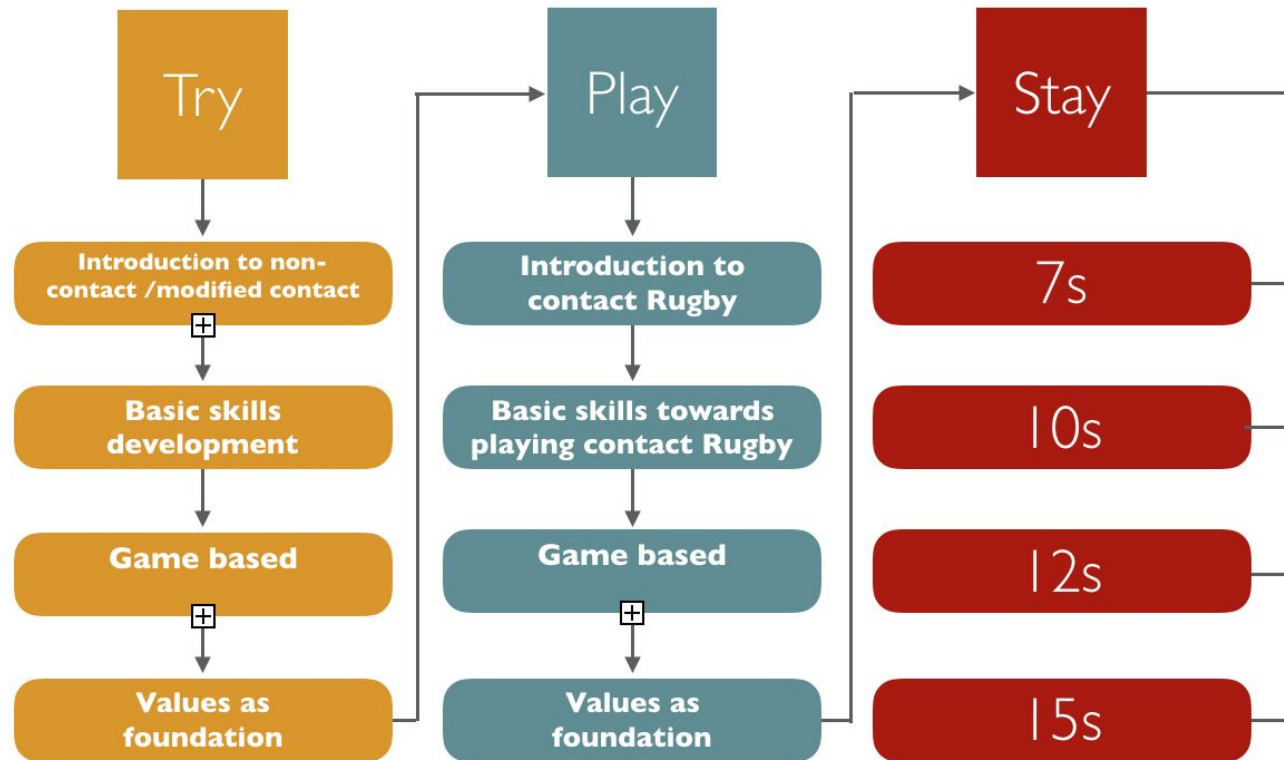 Try
Introduction to non-
contact /modified contact
Basic skills
development
Game based
Values as
foundation
Play
Introduction to
contact Rugby
Basic skills towards
playing contact Rugby
Game based
Values as
foundation
Stay
7s
10s
12s
15s